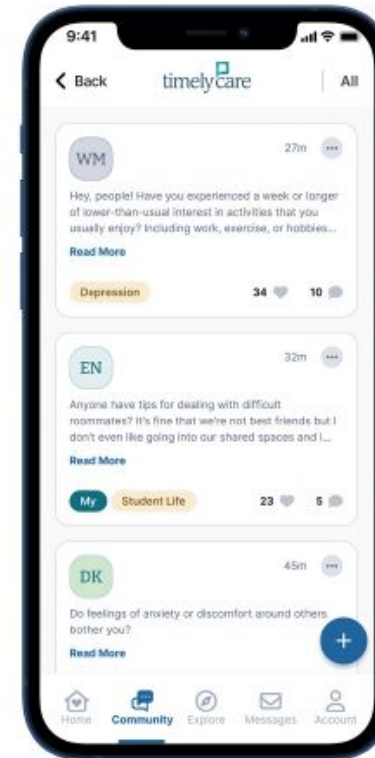 9:41
Back
timelycare
All
WM
27m
Hey, people! Have you experienced a week or longer
of lower-than-usual interest in activities that you
usually enjoy? Including work, exercise, or hobbies...
Read More
Depression
34
10
EN
32m
Anyone have tips for dealing with difficult
roommates? It's fine that we're not best friends but I
don't even like going into our shared spaces and I...
Read More
My
Student Life
23
5
DK
45m
Do feelings of anxiety or discomfort around others
bother you?
Read More
+
Home
Community
Explore
Messages
Account